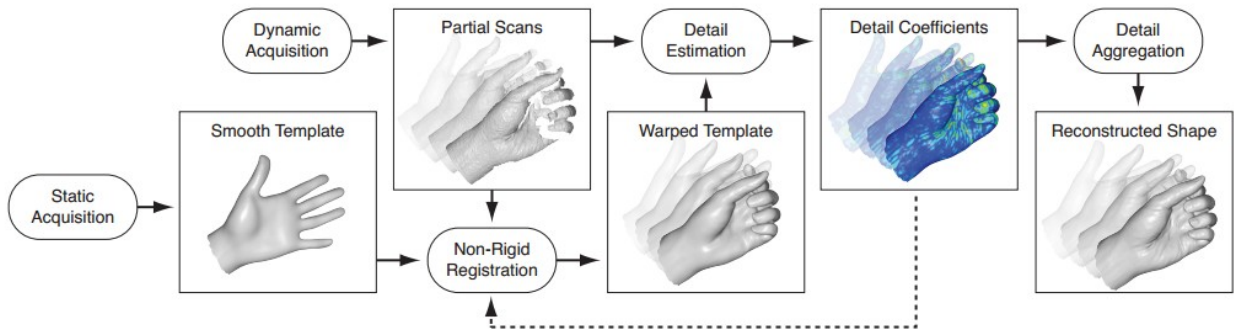 Dynamic
Acquisition
Partial Scans
Detail
Estimation
Detail Coefficients
Detail
Aggregation
Smooth Template
Warped Template
Reconstructed Shape
Static
Acquisition
Non-Rigid
Registration